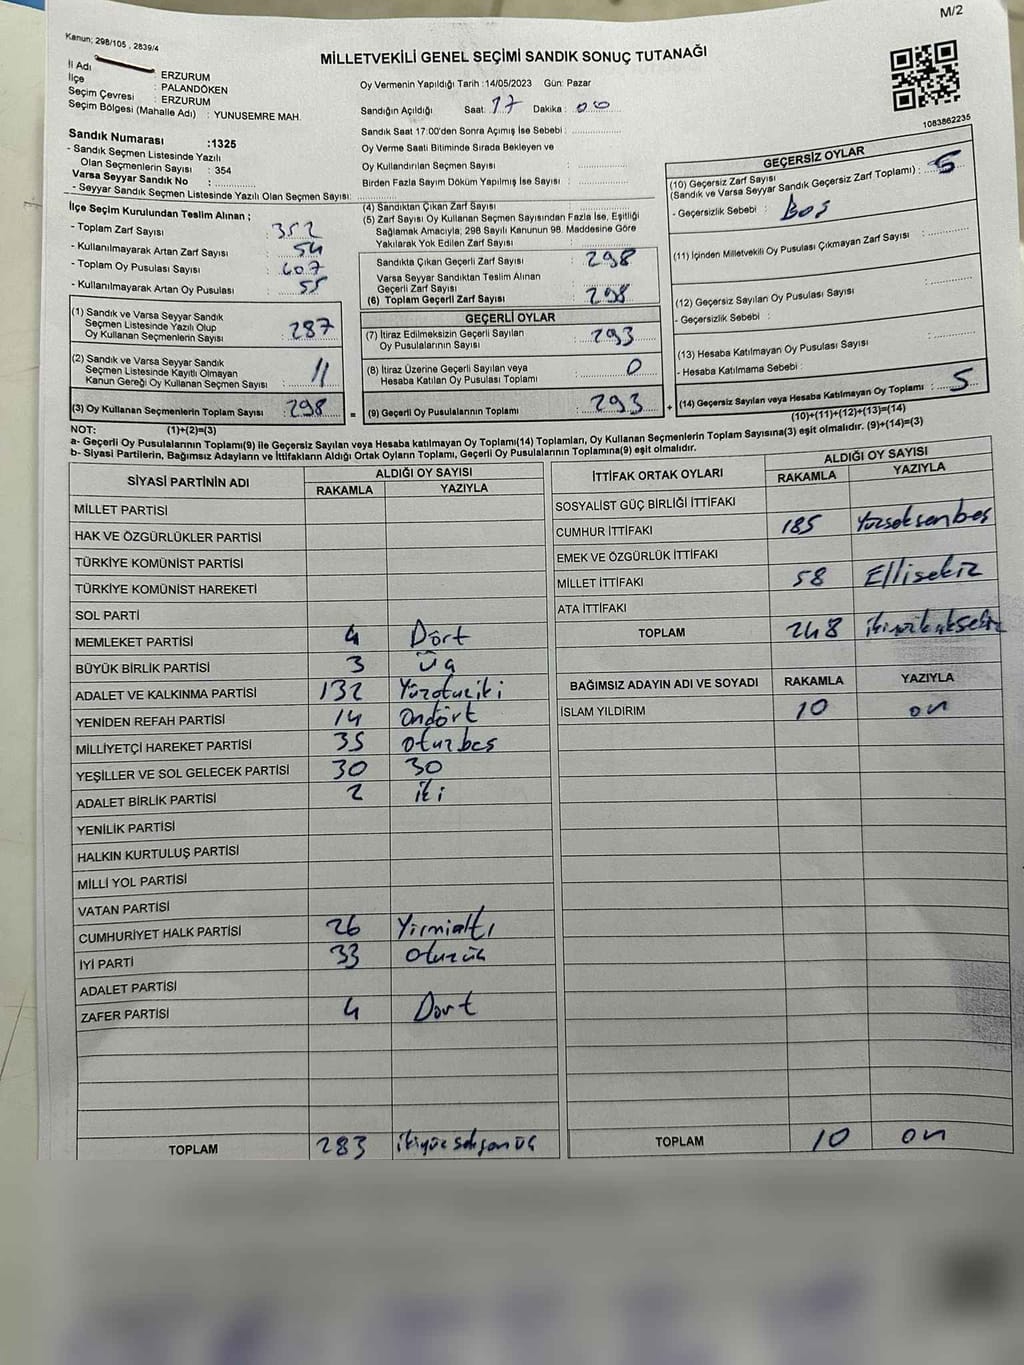 M/2
Kanun; 298/105 , 2839/4
MİLLETVEKİLİ GENEL SEÇİMİ SANDIK SONUÇ TUTANAĞI
İl Adı : ERZURUM
İlçe : PALANDÖKEN
Seçim Çevresi : ERZURUM
Seçim Bölgesi (Mahalle Adı) : YUNUSEMRE MAH.
Sandık Numarası :1325
- Sandık Seçmen Listesinde Yazılı
Olan Seçmenlerin Sayısı : 354
Varsa Seyyar Sandık No :
- Seyyar Sandık Seçmen Listesinde Yazılı Olan Seçmen Sayısı:
Oy Vermenin Yapıldığı Tarih :14/05/2023 Gün: Pazar
Sandığın Açıldığı Saat: 17 Dakika : 00
Sandık Saat 17:00'den Sonra Açımış İse Sebebi :
Oy Verme Saati Bitiminde Sırada Bekleyen ve
Oy Kullandırılan Seçmen Sayısı :
Birden Fazla Sayım Döküm Yapılmış İse Sayısı :
1083862235
İlçe Seçim Kurulundan Teslim Alınan ;
- Toplam Zarf Sayısı : 352
- Kullanılmayarak Artan Zarf Sayısı : 54
- Toplam Oy Pusulası Sayısı : 407
- Kullanılmayarak Artan Oy Pusulası : 55
(1) Sandık ve Varsa Seyyar Sandık
Seçmen Listesinde Yazılı Olup
Oy Kullanan Seçmenlerin Sayısı : 287
(2) Sandık ve Varsa Seyyar Sandık
Seçmen Listesinde Kayıtlı Olmayan
Kanun Gereği Oy Kullanan Seçmen Sayısı : 11
(3) Oy Kullanan Seçmenlerin Toplam Sayısı : 298 =
(4) Sandıktan Çıkan Zarf Sayısı :
(5) Zarf Sayısı Oy Kullanan Seçmen Sayısından Fazla İse, Eşitliği
Sağlamak Amacıyla; 298 Sayılı Kanunun 98. Maddesine Göre
Yakılarak Yok Edilen Zarf Sayısı :
Sandıkta Çıkan Geçerli Zarf Sayısı : 298
Varsa Seyyar Sandıktan Teslim Alınan
Geçerli Zarf Sayısı :
(6) Toplam Geçerli Zarf Sayısı : 298
GEÇERLİ OYLAR
(7) İtiraz Edilmeksizin Geçerli Sayılan
Oy Pusulalarının Sayısı : 293
(8) İtiraz Üzerine Geçerli Sayılan veya
Hesaba Katılan Oy Pusulası Toplamı : 0
(9) Geçerli Oy Pusulalarının Toplamı : 293 +
GEÇERSİZ OYLAR
(10) Geçersiz Zarf Sayısı
(Sandık ve Varsa Seyyar Sandık Geçersiz Zarf Toplamı) : 5
- Geçersizlik Sebebi : Boş
(11) İçinden Milletvekili Oy Pusulası Çıkmayan Zarf Sayısı :
(12) Geçersiz Sayılan Oy Pusulası Sayısı :
- Geçersizlik Sebebi :
(13) Hesaba Katılmayan Oy Pusulası Sayısı :
- Hesaba Katılmama Sebebi :
(14) Geçersiz Sayılan veya Hesaba Katılmayan Oy Toplamı : 5
NOT: (1)+(2)=(3) (10)+(11)+(12)+(13)=(14)
a- Geçerli Oy Pusulalarının Toplamı(9) ile Geçersiz Sayılan veya Hesaba katılmayan Oy Toplamı(14) Toplamları, Oy Kullanan Seçmenlerin Toplam Sayısına(3) eşit olmalıdır. (9)+(14)=(3)
b- Siyasi Partilerin, Bağımsız Adayların ve İttifakların Aldığı Ortak Oyların Toplamı, Geçerli Oy Pusulalarının Toplamına(9) eşit olmalıdır.
SİYASİ PARTİNİN ADI ALDIĞI OY SAYISI
RAKAMLA YAZIYLA
MİLLET PARTİSİ
HAK VE ÖZGÜRLÜKLER PARTİSİ
TÜRKİYE KOMÜNİST PARTİSİ
TÜRKİYE KOMÜNİST HAREKETİ
SOL PARTİ
MEMLEKET PARTİSİ 4 Dört
BÜYÜK BİRLİK PARTİSİ 3 üç
ADALET VE KALKINMA PARTİSİ 132 Yüzotuziki
YENİDEN REFAH PARTİSİ 14 Ondört
MİLLİYETÇİ HAREKET PARTİSİ 35 otuzbeş
YEŞİLLER VE SOL GELECEK PARTİSİ 30 30
ADALET BİRLİK PARTİSİ 2 iki
YENİLİK PARTİSİ
HALKIN KURTULUŞ PARTİSİ
MİLLİ YOL PARTİSİ
VATAN PARTİSİ
CUMHURİYET HALK PARTİSİ 26 Yirmialtı
İYİ PARTİ 33 otuzüç
ADALET PARTİSİ
ZAFER PARTİSİ 4 Dört
TOPLAM 283 ikiyüzseksenüç
İTTİFAK ORTAK OYLARI ALDIĞI OY SAYISI
RAKAMLA YAZIYLA
SOSYALİST GÜÇ BİRLİĞİ İTTİFAKI
CUMHUR İTTİFAKI 185 Yüzseksenbeş
EMEK VE ÖZGÜRLÜK İTTİFAKI
MİLLET İTTİFAKI 58 Ellisekiz
ATA İTTİFAKI
TOPLAM 248
BAĞIMSIZ ADAYIN ADI VE SOYADI RAKAMLA YAZIYLA
İSLAM YILDIRIM 10 on
TOPLAM 10 on